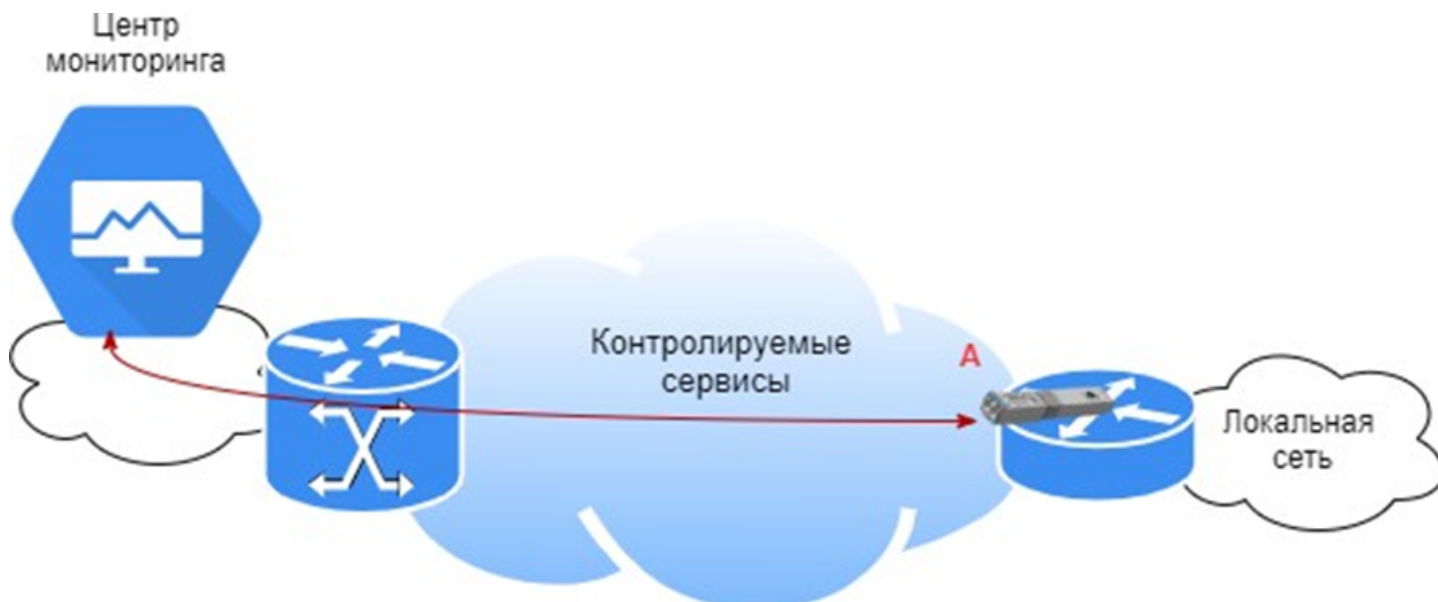 Центр
мониторинга
Контролируемые
сервисы
А
Локальная
сеть